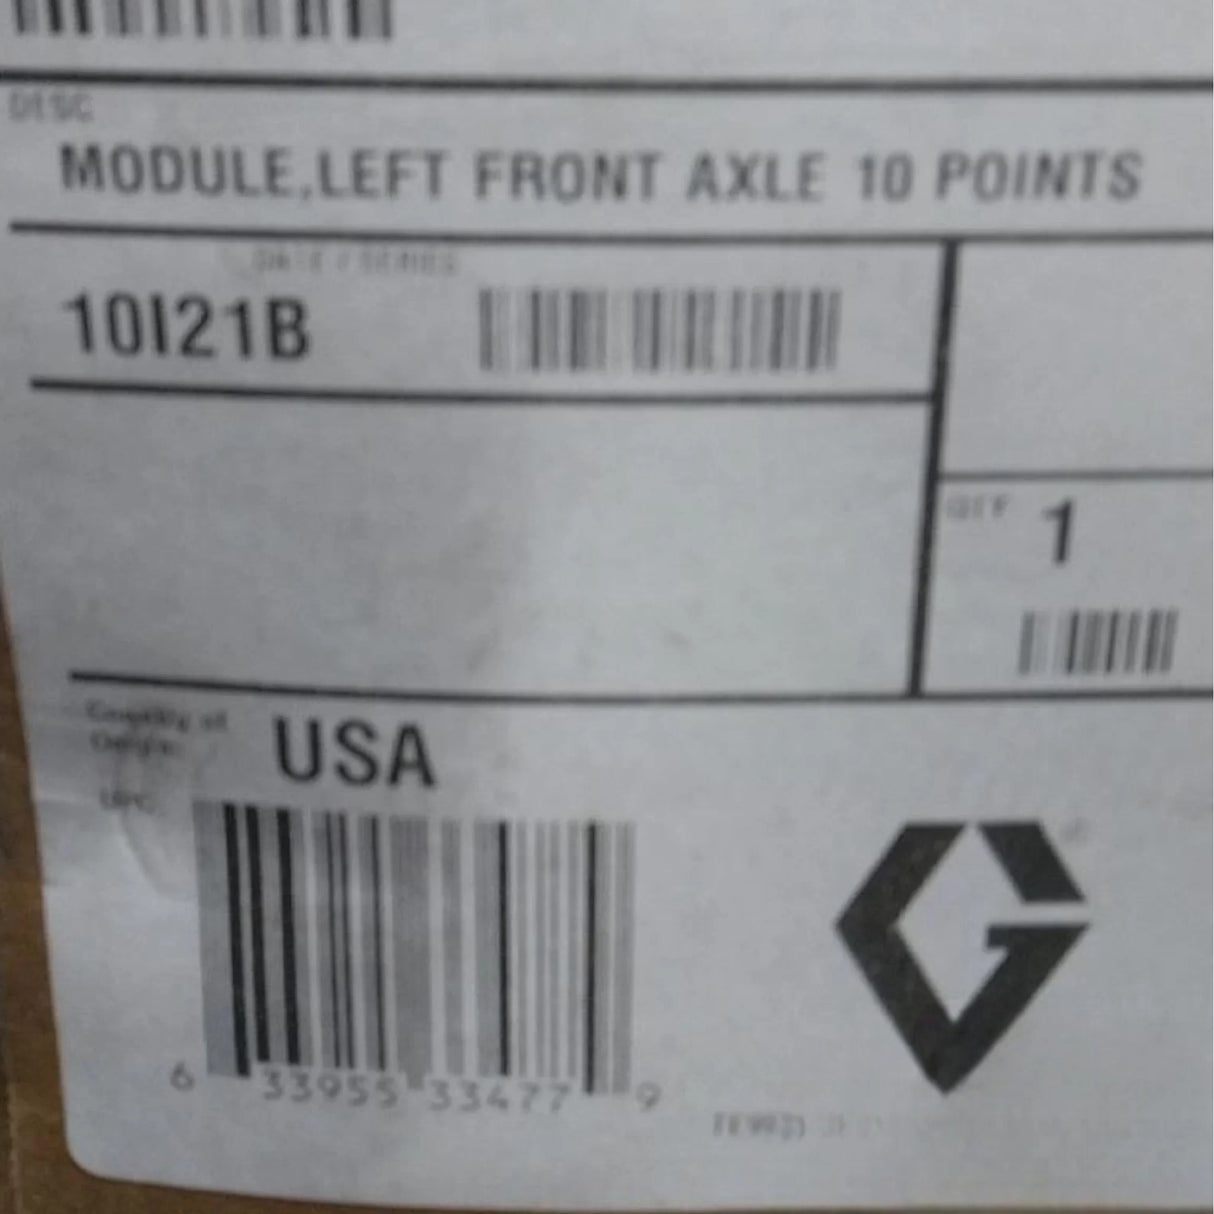 DESC
MODULE,LEFT FRONT AXLE 10 POINTS
DATE / SERIES
10I21B
QTY 1
Country of
Origin
USA
UPC
6 33955 33477 9